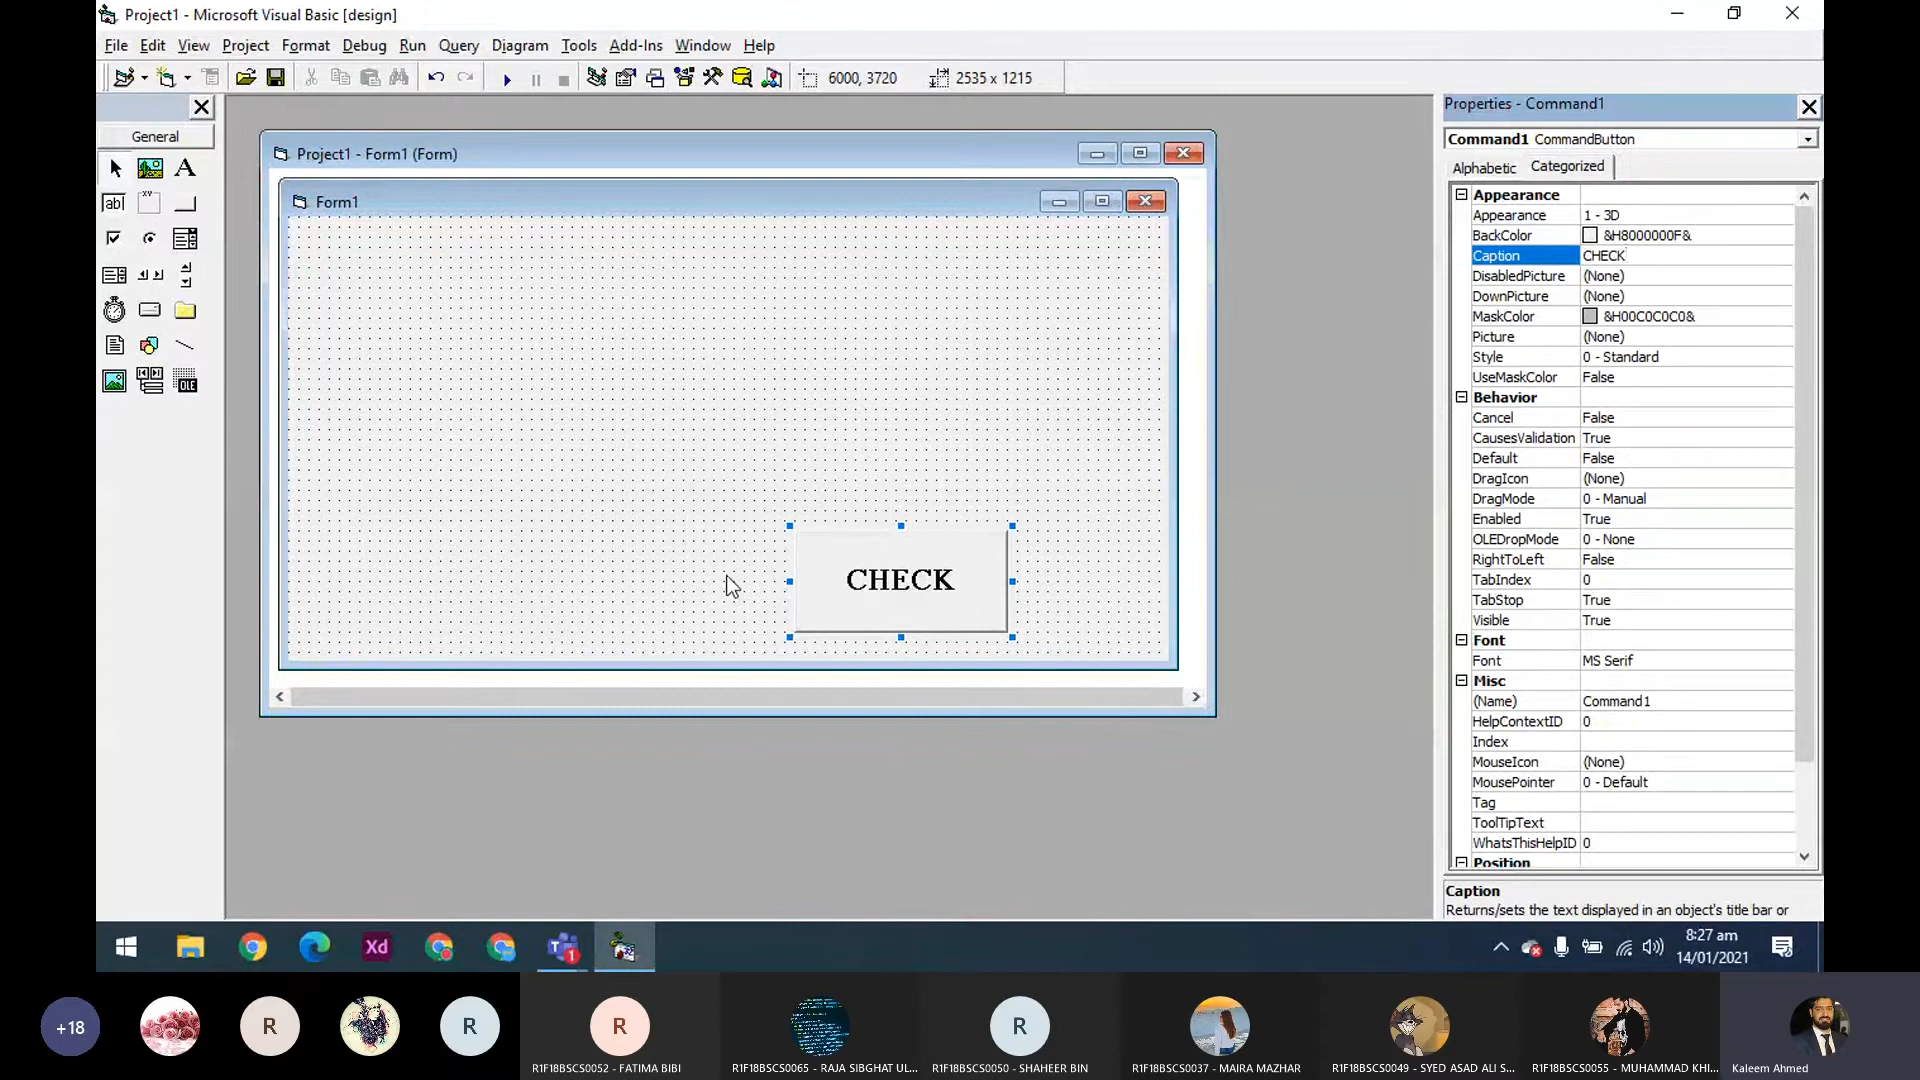 Project1 - Microsoft Visual Basic [design]
File Edit View Project Format Debug Run Query Diagram Tools Add-Ins Window Help
6000, 3720 2535 x 1215
General
A
abl
XY
OLE
Project1 - Form1 (Form)
Form1
CHECK
Properties - Command1
Command1 CommandButton
Alphabetic Categorized
Appearance
Appearance 1 - 3D
BackColor &H8000000F&
Caption CHECK
DisabledPicture (None)
DownPicture (None)
MaskColor &H00C0C0C0&
Picture (None)
Style 0 - Standard
UseMaskColor False
Behavior
Cancel False
CausesValidation True
Default False
DragIcon (None)
DragMode 0 - Manual
Enabled True
OLEDropMode 0 - None
RightToLeft False
TabIndex 0
TabStop True
Visible True
Font
Font MS Serif
Misc
(Name) Command1
HelpContextID 0
Index
MouseIcon (None)
MousePointer 0 - Default
Tag
ToolTipText
WhatsThisHelpID 0
Position
Caption
Returns/sets the text displayed in an object's title bar or
Xd
T
1
8:27 am
14/01/2021
+18
R
R
R
R
R1F18BSCS0052 - FATIMA BIBI
R1F18BSCS0065 - RAJA SIBGHAT UL...
R1F18BSCS0050 - SHAHEER BIN
R1F18BSCS0037 - MAIRA MAZHAR
R1F18BSCS0049 - SYED ASAD ALI S...
R1F18BSCS0055 - MUHAMMAD KHI...
Kaleem Ahmed